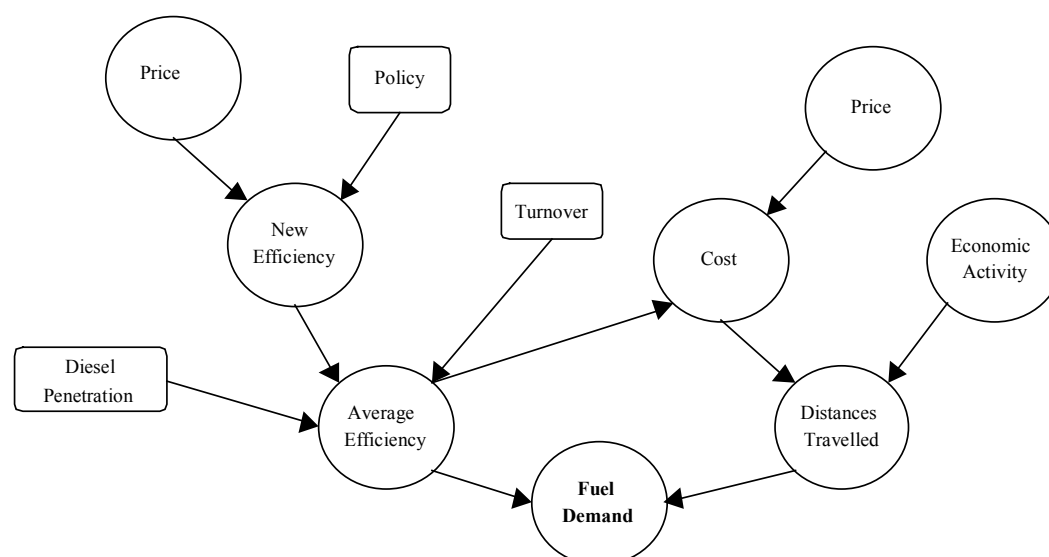 Price
Policy
Price
Turnover
New
Efficiency
Cost
Economic
Activity
Diesel
Penetration
Average
Efficiency
Distances
Travelled
Fuel
Demand